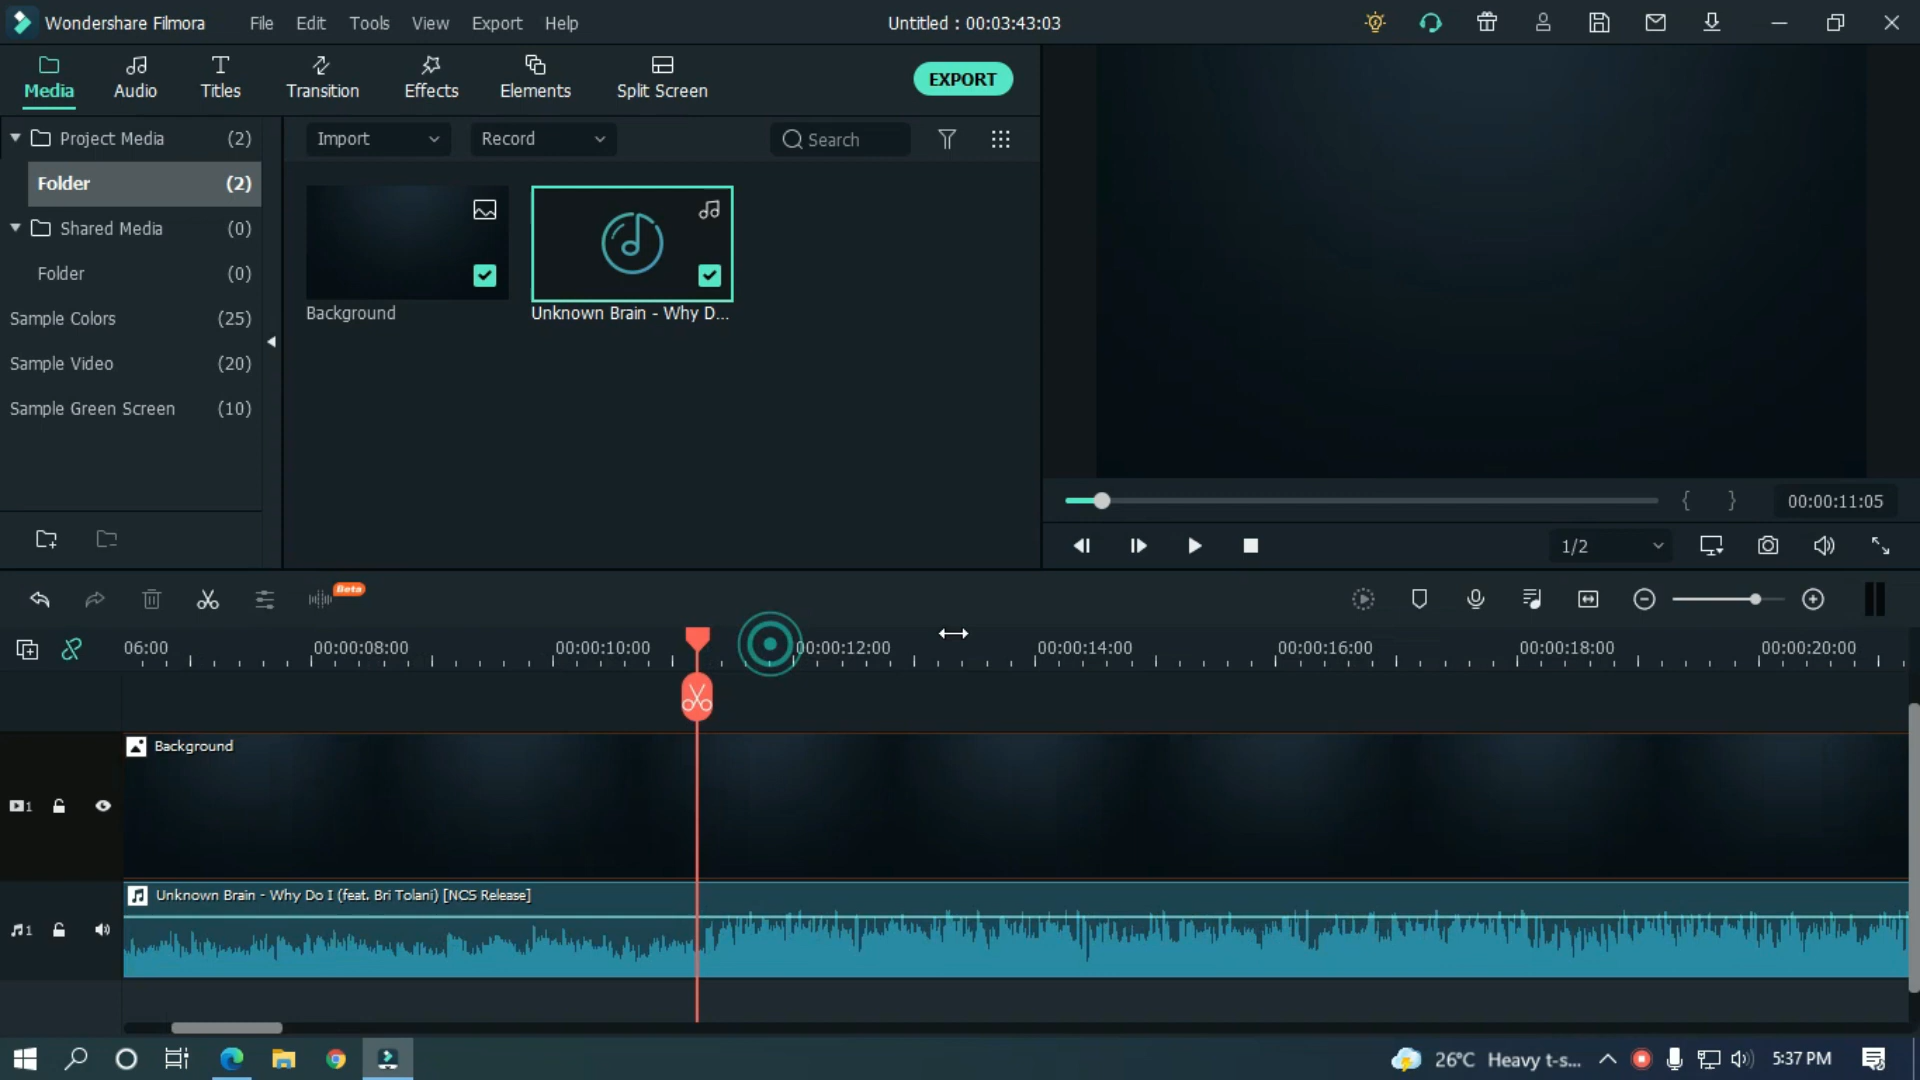 Wondershare Filmora File Edit Tools View Export Help Untitled : 00:03:43:03
Media Audio Titles Transition Effects Elements Split Screen EXPORT
Project Media (2) Import Record Search
Folder (2)
Shared Media (0)
Folder (0)
Sample Colors (25)
Sample Video (20)
Sample Green Screen (10)
Background Unknown Brain - Why D...
{ } 00:00:11:05
1/2
Beta
06:00 00:00:08:00 00:00:10:00 00:00:12:00 00:00:14:00 00:00:16:00 00:00:18:00 00:00:20:00
Background
1
Unknown Brain - Why Do I (feat. Bri Tolani) [NCS Release]
1
26°C Heavy t-s... 5:37 PM